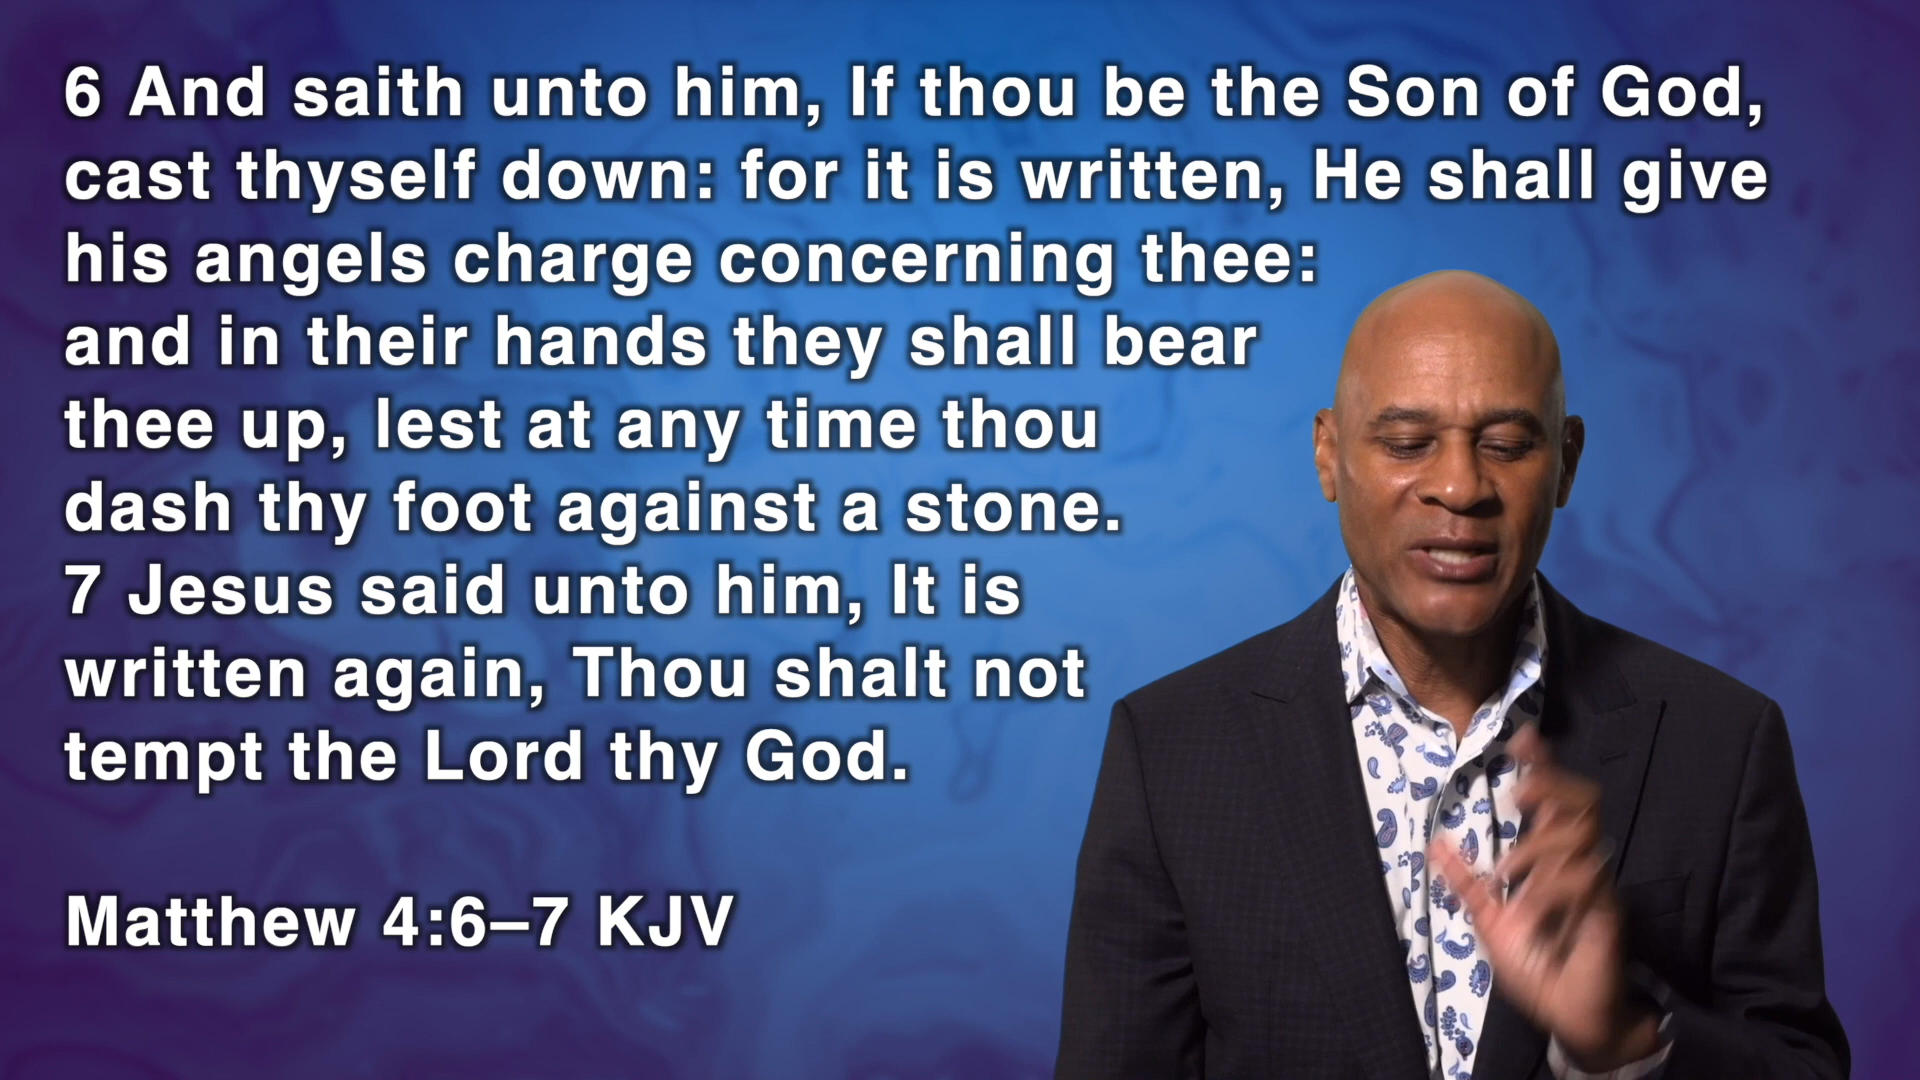 6 And saith unto him, If thou be the Son of God,
cast thyself down: for it is written, He shall give
his angels charge concerning thee:
and in their hands they shall bear
thee up, lest at any time thou
dash thy foot against a stone.
7 Jesus said unto him, It is
written again, Thou shalt not
tempt the Lord thy God.
Matthew 4:6–7 KJV